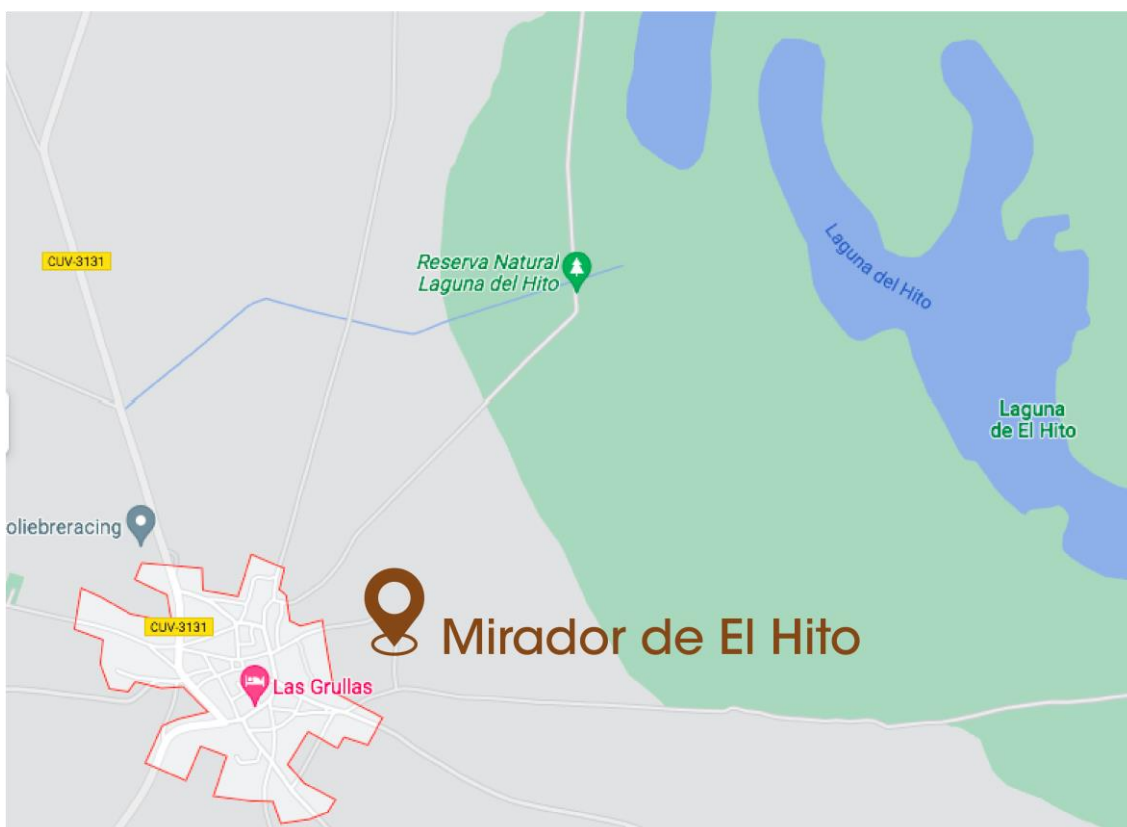 CUV-3131
Reserva Natural
Laguna del Hito
Laguna del Hito
Laguna
de El Hito
oliebreracing
CUV-3131
Mirador de El Hito
Las Grullas